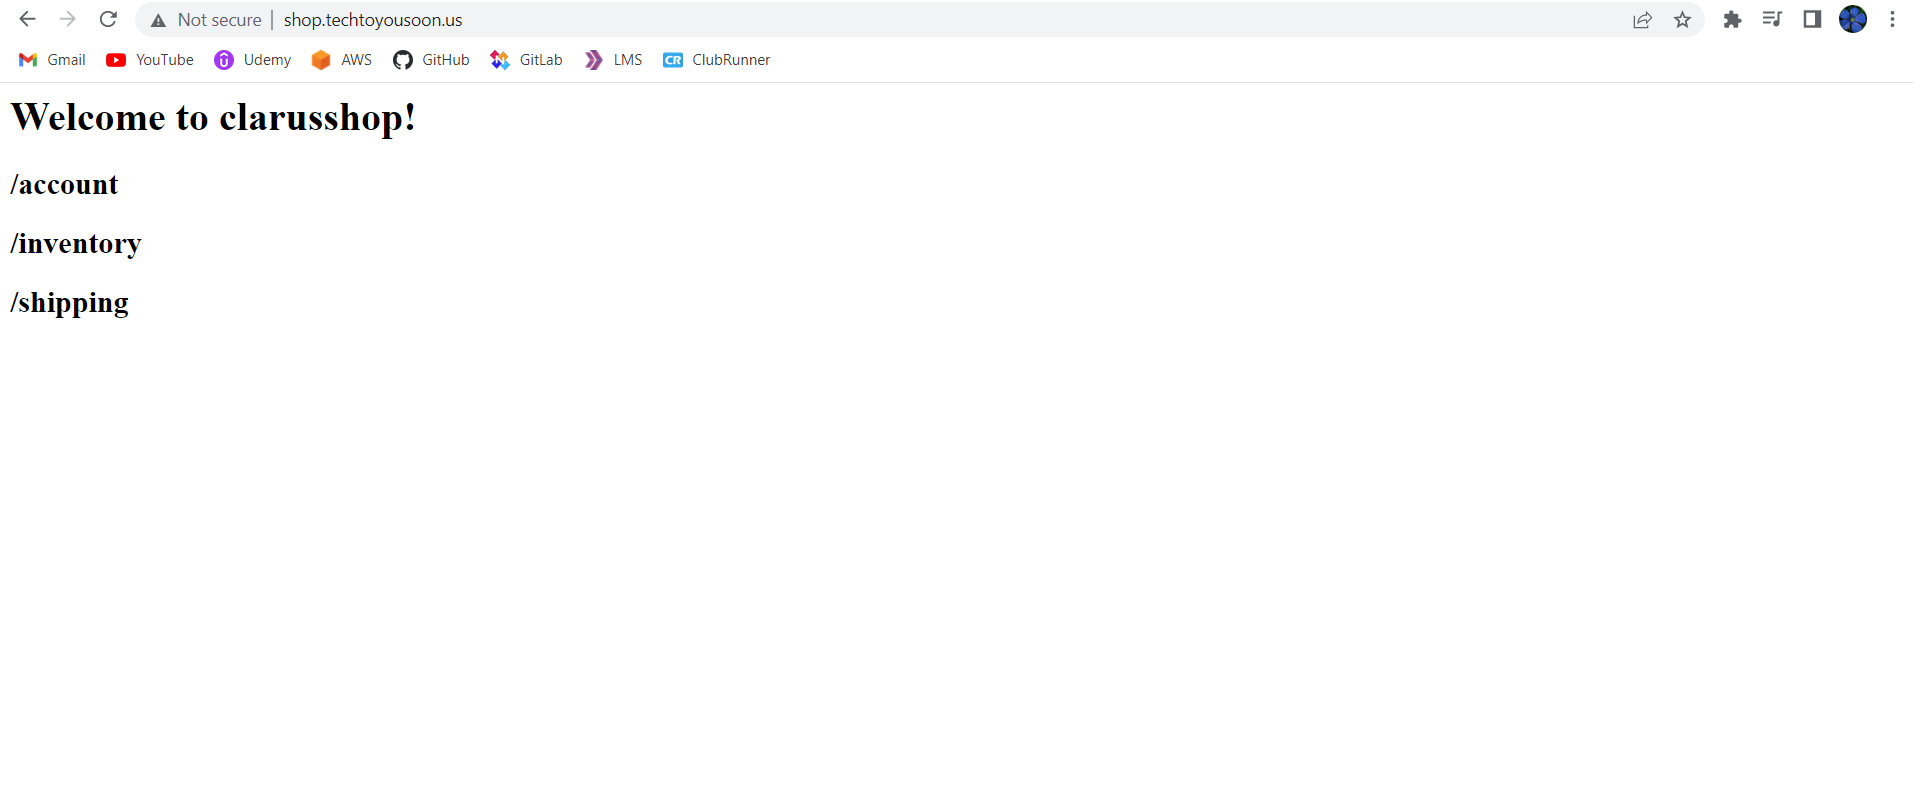 Not secure | shop.techtoyousoon.us
Gmail YouTube Udemy AWS GitHub GitLab LMS CR ClubRunner
Welcome to clarusshop!
/account
/inventory
/shipping